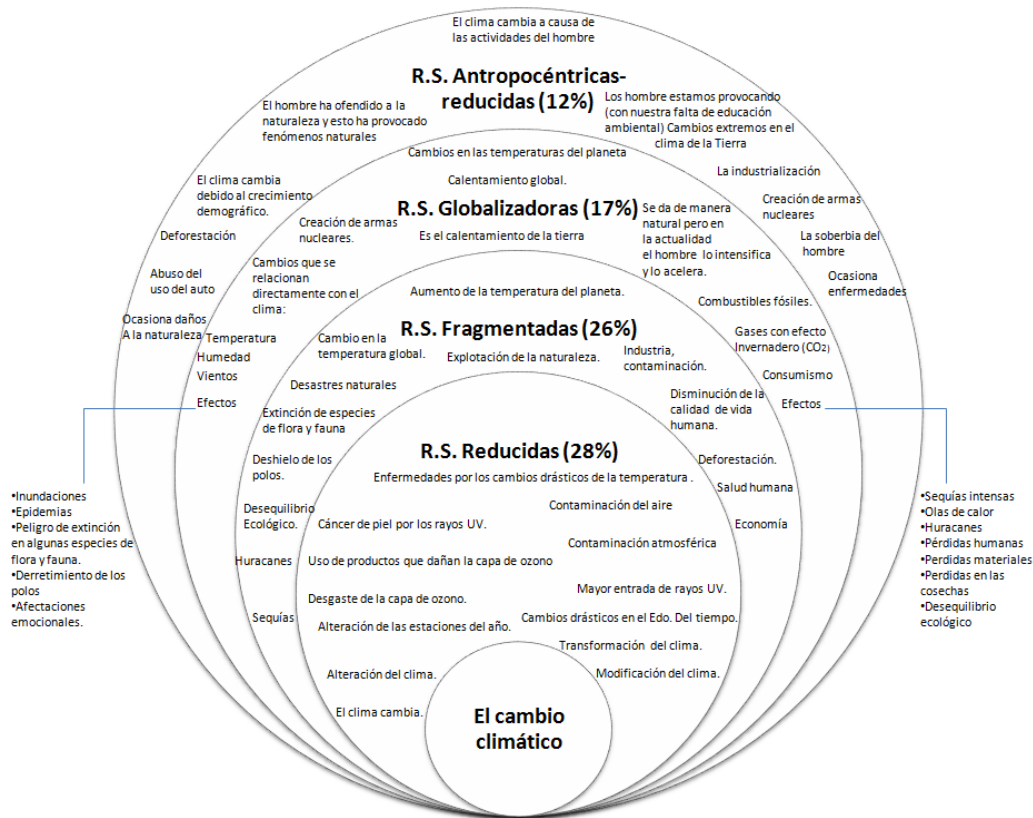 El clima cambia a causa de
las actividades del hombre
R.S. Antropocéntricas-
reducidas (12%)
El hombre ha ofendido a la
naturaleza y esto ha provocado
fenómenos naturales
Los hombre estamos provocando
(con nuestra falta de educación
ambiental) Cambios extremos en el
clima de la Tierra
La industrialización
El clima cambia
debido al crecimiento
demográfico.
Creación de armas
nucleares
Deforestación
La soberbia del
hombre
Abuso del
uso del auto
Ocasiona
enfermedades
Ocasiona daños
A la naturaleza
Cambios en las temperaturas del planeta
Calentamiento global.
R.S. Globalizadoras (17%)
Creación de armas
nucleares.
Es el calentamiento de la tierra
Se da de manera
natural pero en
la actualidad
el hombre lo intensifica
y lo acelera.
Cambios que se
relacionan
directamente con el
clima:
Combustibles fósiles.
Temperatura
Humedad
Vientos
Efectos
Gases con efecto
Invernadero (CO2)
Consumismo
Efectos
Aumento de la temperatura del planeta.
R.S. Fragmentadas (26%)
Cambio en la
temperatura global.
Explotación de la naturaleza.
Industria,
contaminación.
Desastres naturales
Disminución de la
calidad de vida
humana.
Extinción de especies
de flora y fauna
Deshielo de los
polos.
Deforestación.
Salud humana
Desequilibrio
Ecológico.
Economía
Huracanes
Sequías
R.S. Reducidas (28%)
Enfermedades por los cambios drásticos de la temperatura .
Contaminación del aire
Cáncer de piel por los rayos UV.
Contaminación atmosférica
Uso de productos que dañan la capa de ozono
Mayor entrada de rayos UV.
Desgaste de la capa de ozono.
Cambios drásticos en el Edo. Del tiempo.
Alteración de las estaciones del año.
Transformación del clima.
Alteración del clima.
Modificación del clima.
El clima cambia.
El cambio
climático
•Inundaciones
•Epidemias
•Peligro de extinción
en algunas especies de
flora y fauna.
•Derretimiento de los
polos
•Afectaciones
emocionales.
•Sequías intensas
•Olas de calor
•Huracanes
•Pérdidas humanas
•Perdidas materiales
•Perdidas en las
cosechas
•Desequilibrio
ecológico